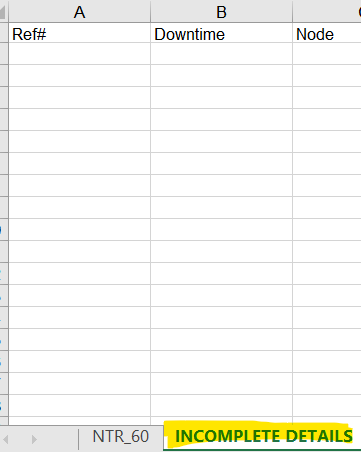 A B
Ref# Downtime Node
NTR_60 INCOMPLETE DETAILS